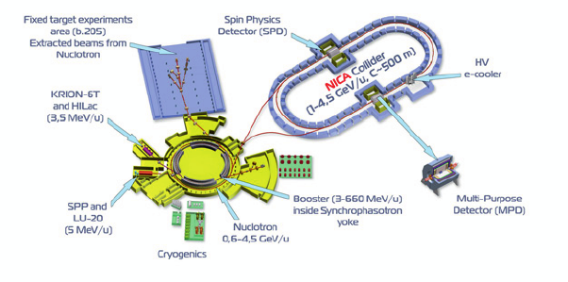 Fixed target experiments
area (b.205)
Extracted beams from
Nuclotron
Spin Physics
Detector (SPD)
HV
e-cooler
NICA Collider
(1-4,5 GeV/u, C~500 m)
KRION-6T
and HILac
(3,5 MeV/u)
SPP and
LU-20
(5 MeV/u)
Cryogenics
Nuclotron
0,6-4,5 GeV/u
Booster (3-660 MeV/u)
inside Synchrophasotron
yoke
Multi-Purpose
Detector (MPD)